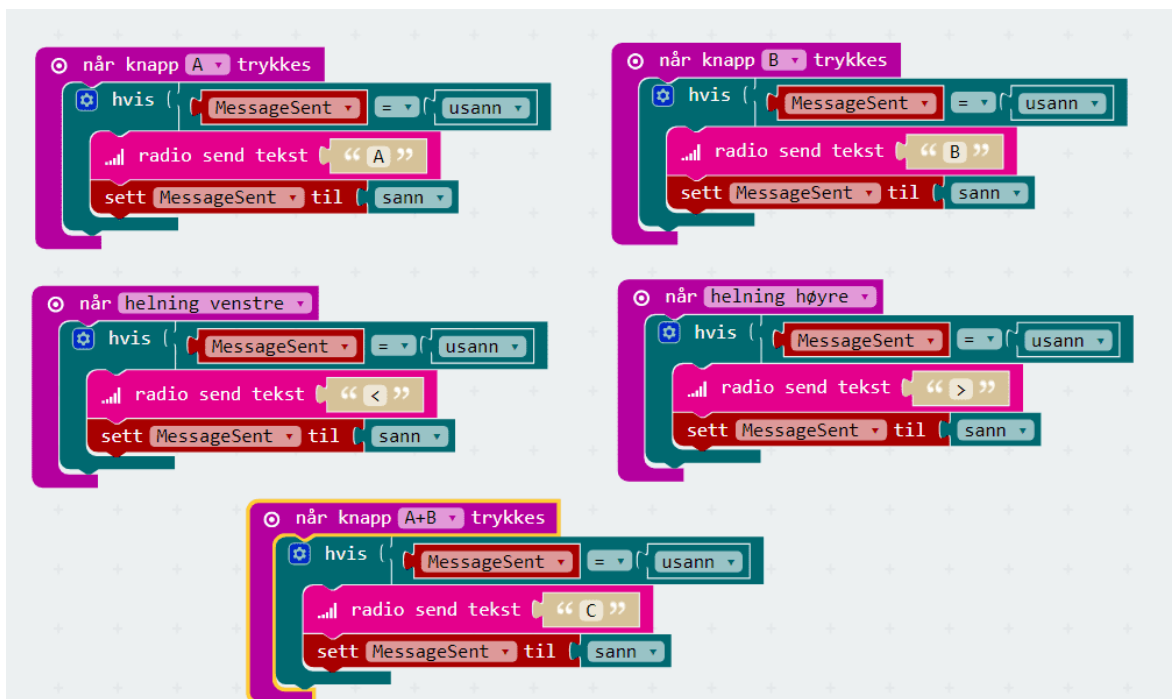 når knapp A trykkes
hvis MessageSent = usann
radio send tekst “ A ”
sett MessageSent til sann
når knapp B trykkes
hvis MessageSent = usann
radio send tekst “ B ”
sett MessageSent til sann
når helning venstre
hvis MessageSent = usann
radio send tekst “ < ”
sett MessageSent til sann
når helning høyre
hvis MessageSent = usann
radio send tekst “ > ”
sett MessageSent til sann
når knapp A+B trykkes
hvis MessageSent = usann
radio send tekst “ C ”
sett MessageSent til sann